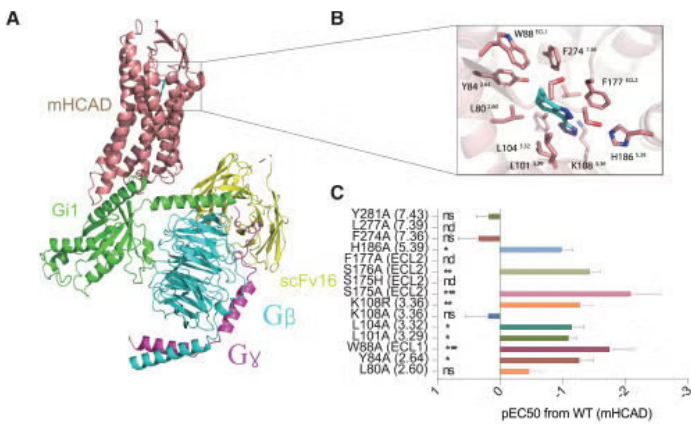 A
mHCAD
Gi1
scFv16
Gβ
Gɣ
B
W88 ECL1
F274 7.36
Y84 2.64
F177 ECL2
L80 2.60
L104 3.32
L101 3.29
K108 3.36
H186 5.39
C
Y281A (7.43) ns
L277A (7.39) nd
F274A (7.36) ns
H186A (5.39) *
F177A (ECL2) nd
S176A (ECL2) **
S175H (ECL2) nd
S175A (ECL2) ***
K108R (3.36) **
K108A (3.36) ns
L104A (3.32) *
L101A (3.29) *
W88A (ECL1) ***
Y84A (2.64) *
L80A (2.60) ns
1 0 -1 -2 -3
pEC50 from WT (mHCAD)